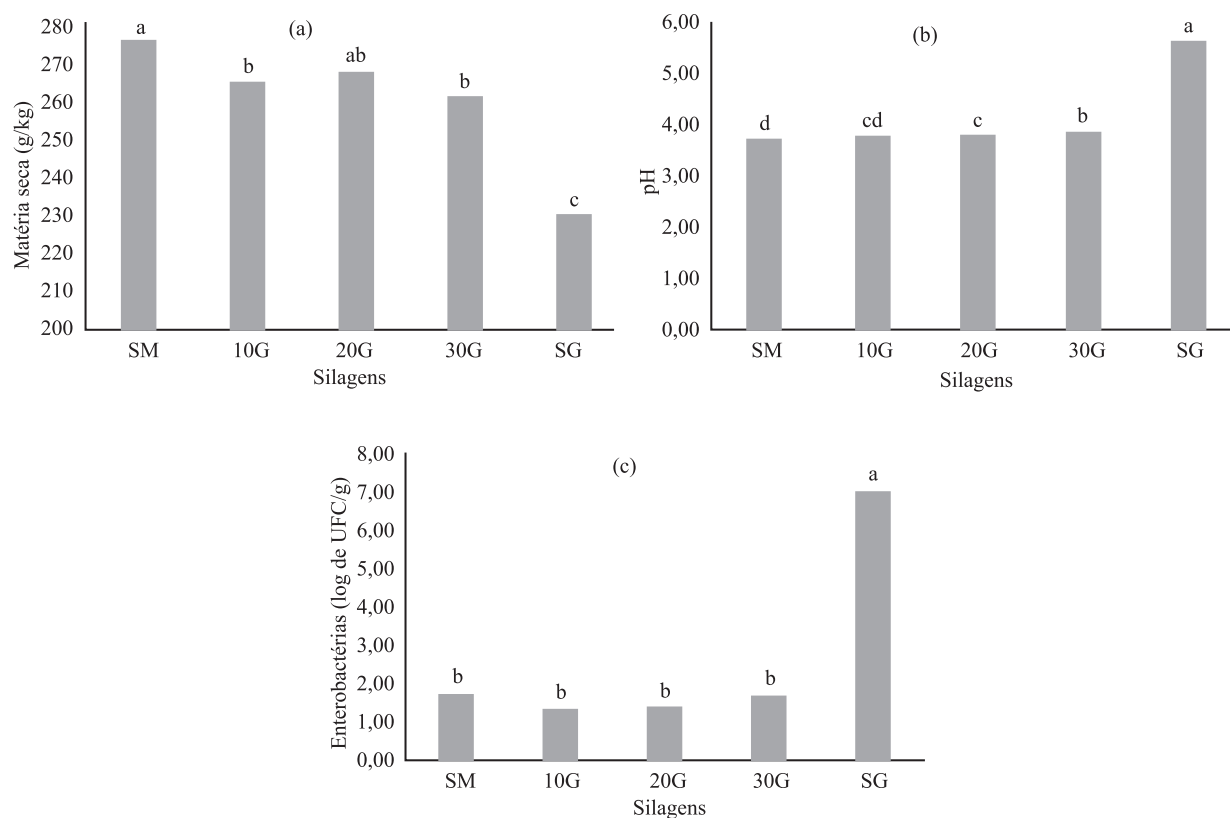 (a)
Matéria seca (g/kg)
280
270
260
250
240
230
220
210
200
a
b
ab
b
c
SM 10G 20G 30G SG
Silagens
(b)
pH
6,00
5,00
4,00
3,00
2,00
1,00
0,00
d
cd
c
b
a
SM 10G 20G 30G SG
Silagens
(c)
Enterobactérias (log de UFC/g)
8,00
7,00
6,00
5,00
4,00
3,00
2,00
1,00
0,00
b
b
b
b
a
SM 10G 20G 30G SG
Silagens